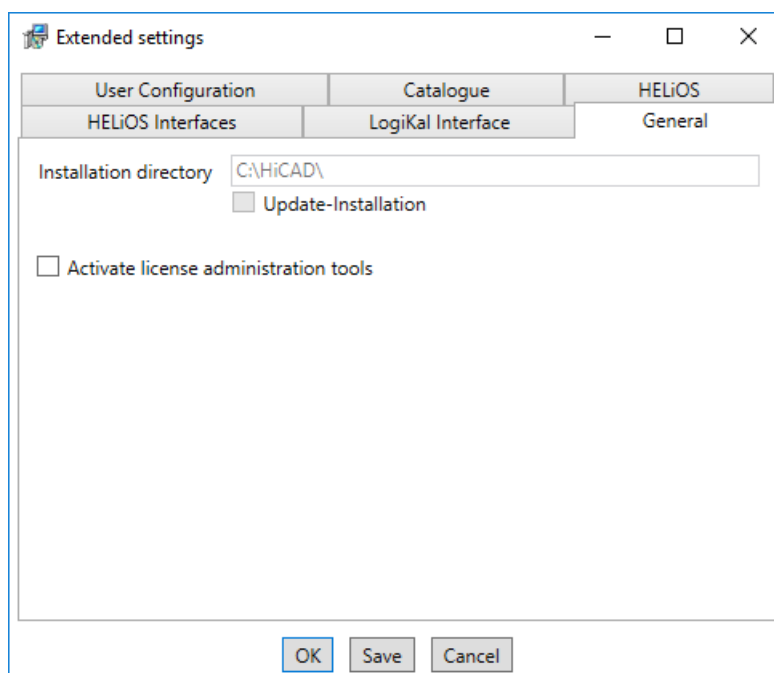 Extended settings
User Configuration Catalogue HELiOS
HELiOS Interfaces LogiKal Interface General
Installation directory C:\HiCAD\
Update-Installation
Activate license administration tools
OK Save Cancel